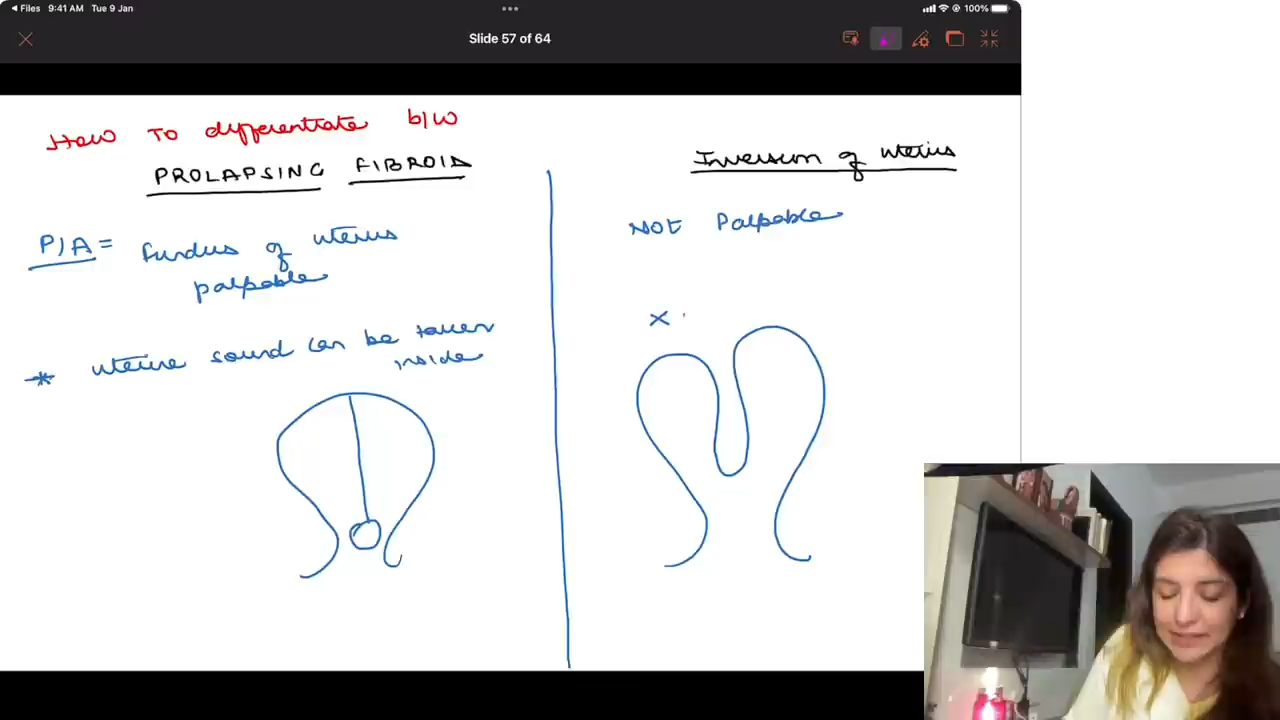 Files 9:41 AM Tue 9 Jan
100%
Slide 57 of 64
How To differentiate b/w
PROLAPSING FIBROID
Inversion of uterus
P/A = fundus of uterus
palpable
NOT Palpable
* uterine sound can be taken
inside
x